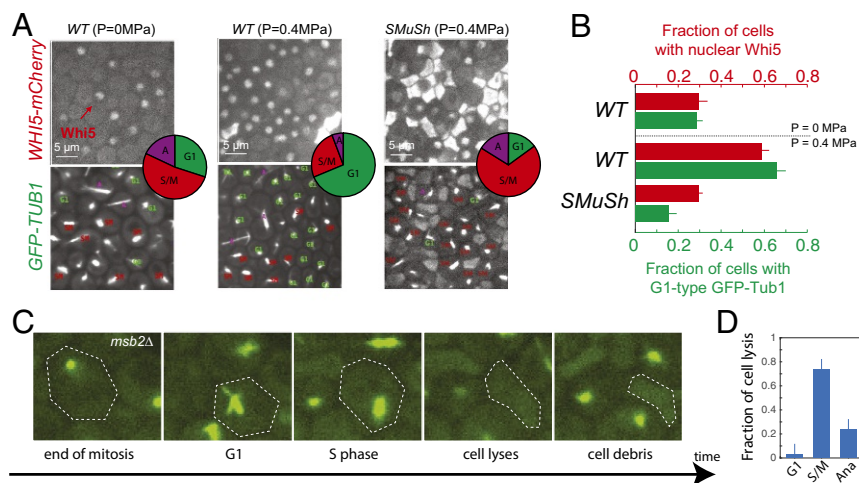 A
WT (P=0MPa)
WT (P=0.4MPa)
SMuSh (P=0.4MPa)
WHI5-mCherry
Whi5
5 µm
5 µm
5 µm
A
G1
S/M
A
S/M
G1
A
G1
S/M
GFP-TUB1
B
Fraction of cells
with nuclear Whi5
0 0.2 0.4 0.6 0.8
WT
P = 0 MPa
P = 0.4 MPa
WT
SMuSh
0 0.2 0.4 0.6 0.8
Fraction of cells with
G1-type GFP-Tub1
C
msb2Δ
end of mitosis
G1
S phase
cell lyses
cell debris
time
D
Fraction of cell lysis
1
0.8
0.6
0.4
0.2
0
G1
S/M
Ana